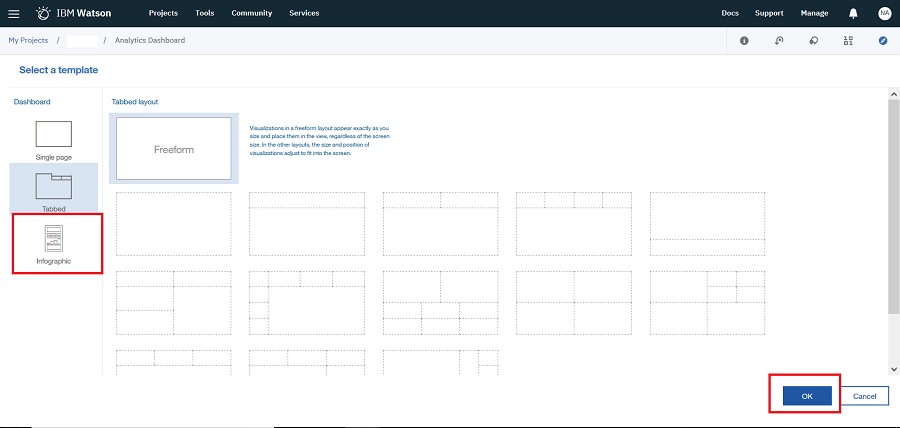 IBM Watson
Projects
Tools
Community
Services
Docs
Support
Manage
NA
My Projects / / Analytics Dashboard
Select a template
Dashboard
Single page
Tabbed
Infographic
Tabbed layout
Freeform
Visualizations in a freeform layout appear exactly as you
size and place them in the view, regardless of the screen
size. In the other layouts, the size and position of
visualizations adjust to fit into the screen.
OK
Cancel